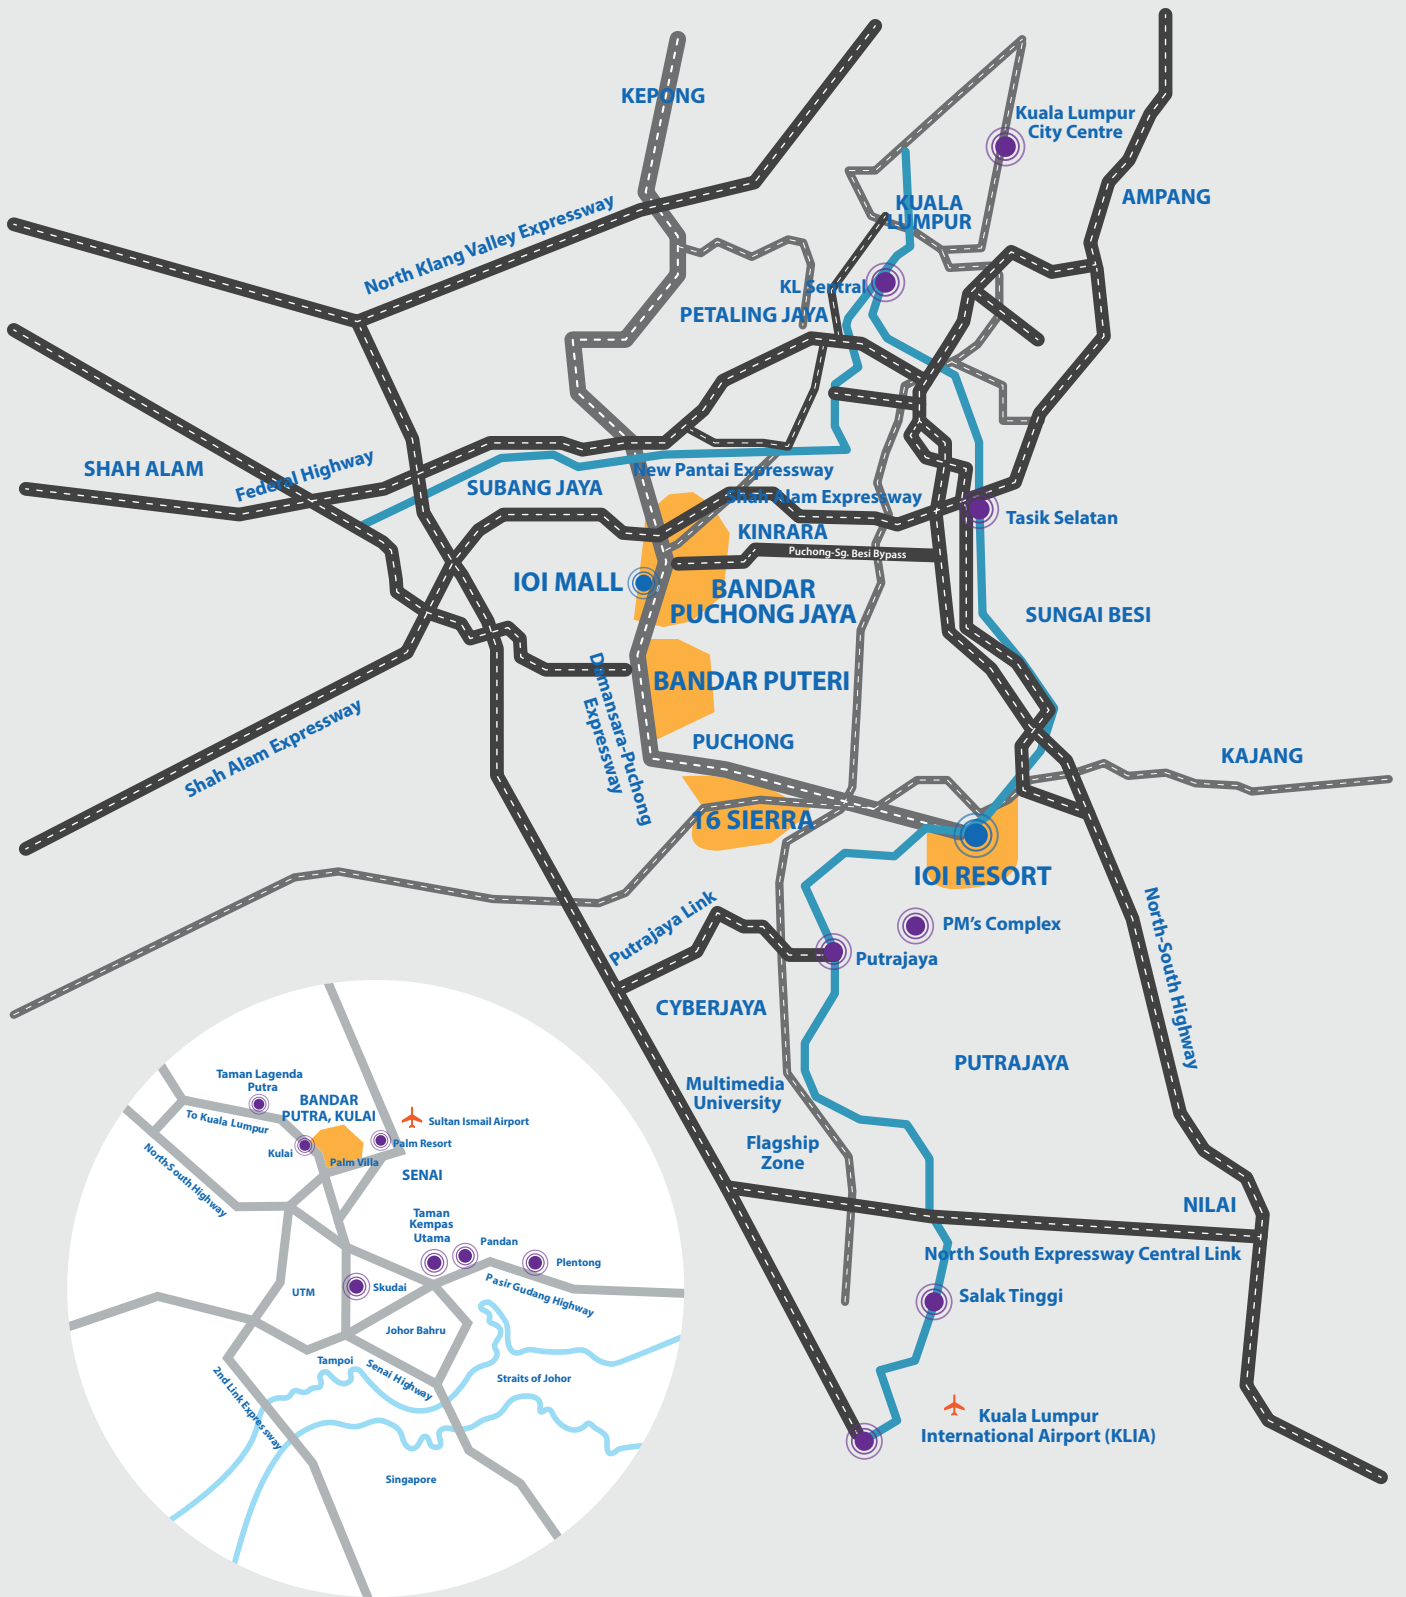 KEPONG
Kuala Lumpur
City Centre
AMPANG
KUALA
LUMPUR
North Klang Valley Expressway
KL Sentral
PETALING JAYA
SHAH ALAM
Federal Highway
SUBANG JAYA
New Pantai Expressway
Shah Alam Expressway
Tasik Selatan
KINRARA
Puchong-Sg. Besi Bypass
IOI MALL
BANDAR
PUCHONG JAYA
SUNGAI BESI
BANDAR PUTERI
Damansara-Puchong
Expressway
PUCHONG
Shah Alam Expressway
KAJANG
16 SIERRA
IOI RESORT
Putrajaya Link
PM's Complex
Putrajaya
North-South Highway
CYBERJAYA
PUTRAJAYA
Multimedia
University
Flagship
Zone
NILAI
North South Expressway Central Link
Salak Tinggi
Kuala Lumpur
International Airport (KLIA)
Taman Lagenda
Putra
BANDAR
PUTRA, KULAI
To Kuala Lumpur
Sultan Ismail Airport
Kulai
Palm Resort
Palm Villa
North-South Highway
SENAI
Taman
Kempas
Utama
Pandan
Plentong
Skudai
UTM
Pasir Gudang Highway
Johor Bahru
Tampoi
Senai Highway
Straits of Johor
2nd Link Expressway
Singapore